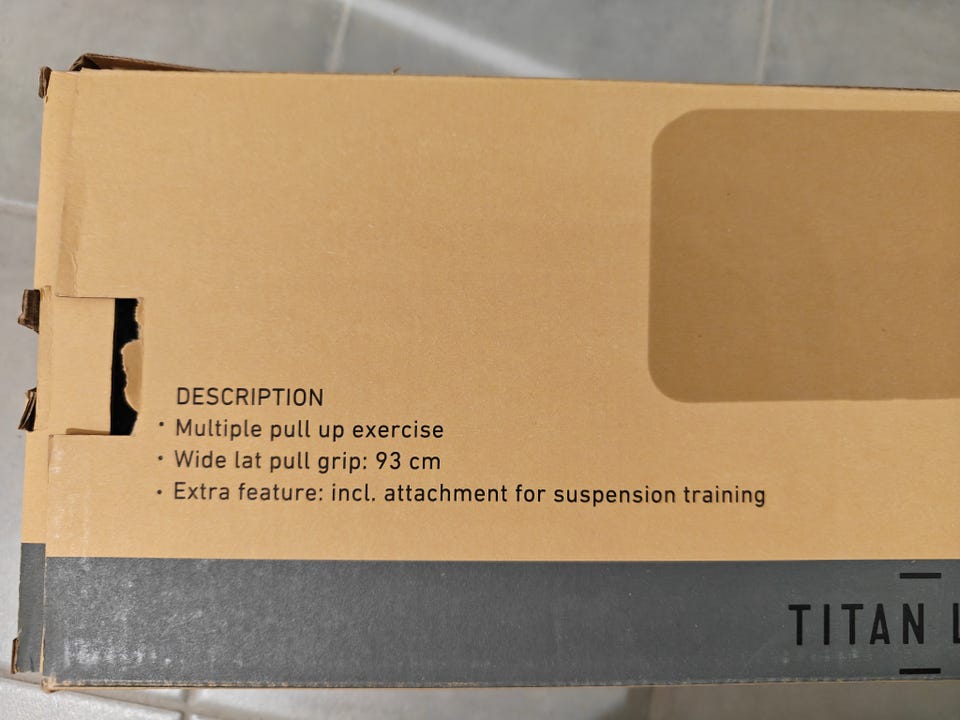 DESCRIPTION
• Multiple pull up exercise
• Wide lat pull grip: 93 cm
• Extra feature: incl. attachment for suspension training
TITAN L